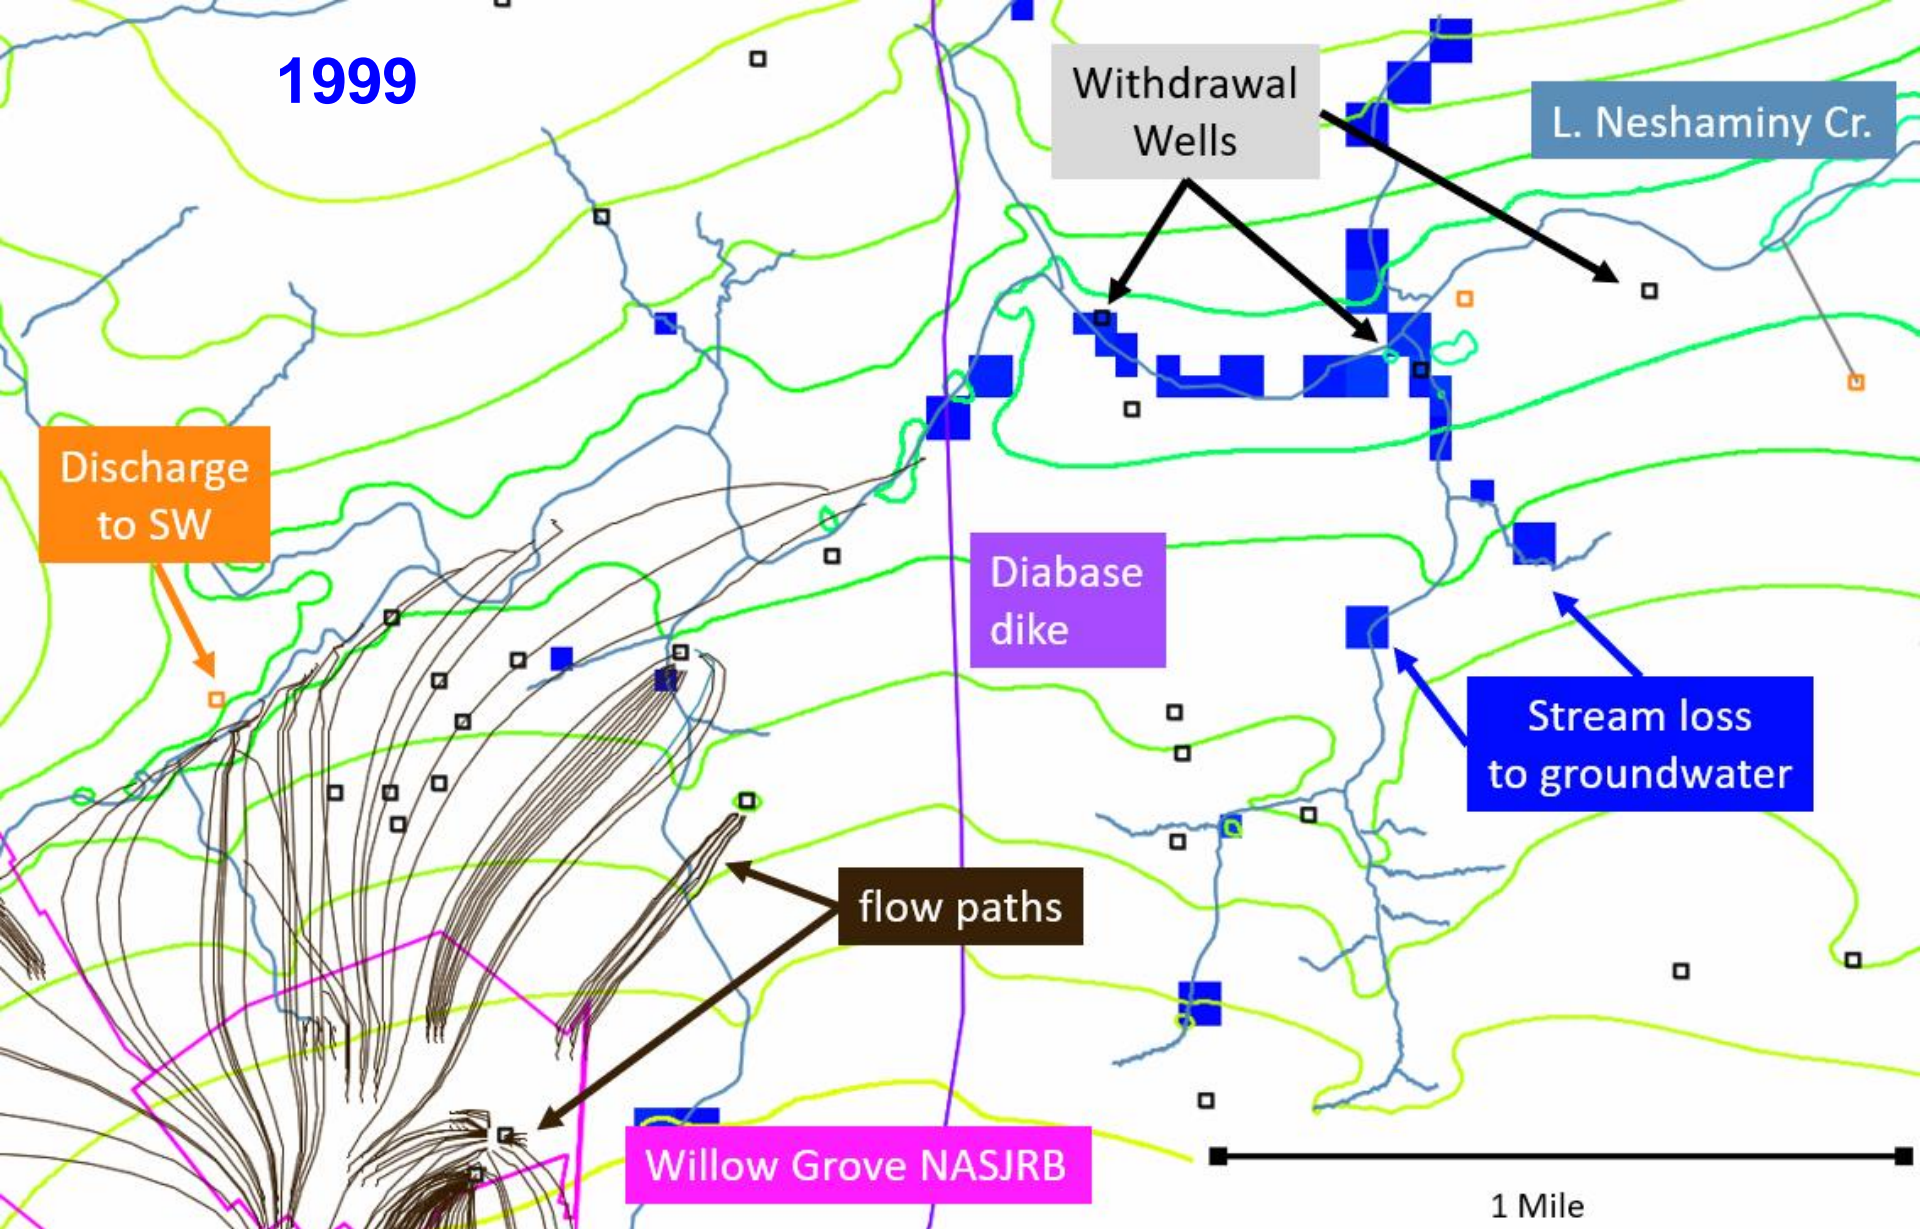 1999
Withdrawal
Wells
L. Neshaminy Cr.
Discharge
to SW
Diabase
dike
Stream loss
to groundwater
flow paths
Willow Grove NASJRB
1 Mile